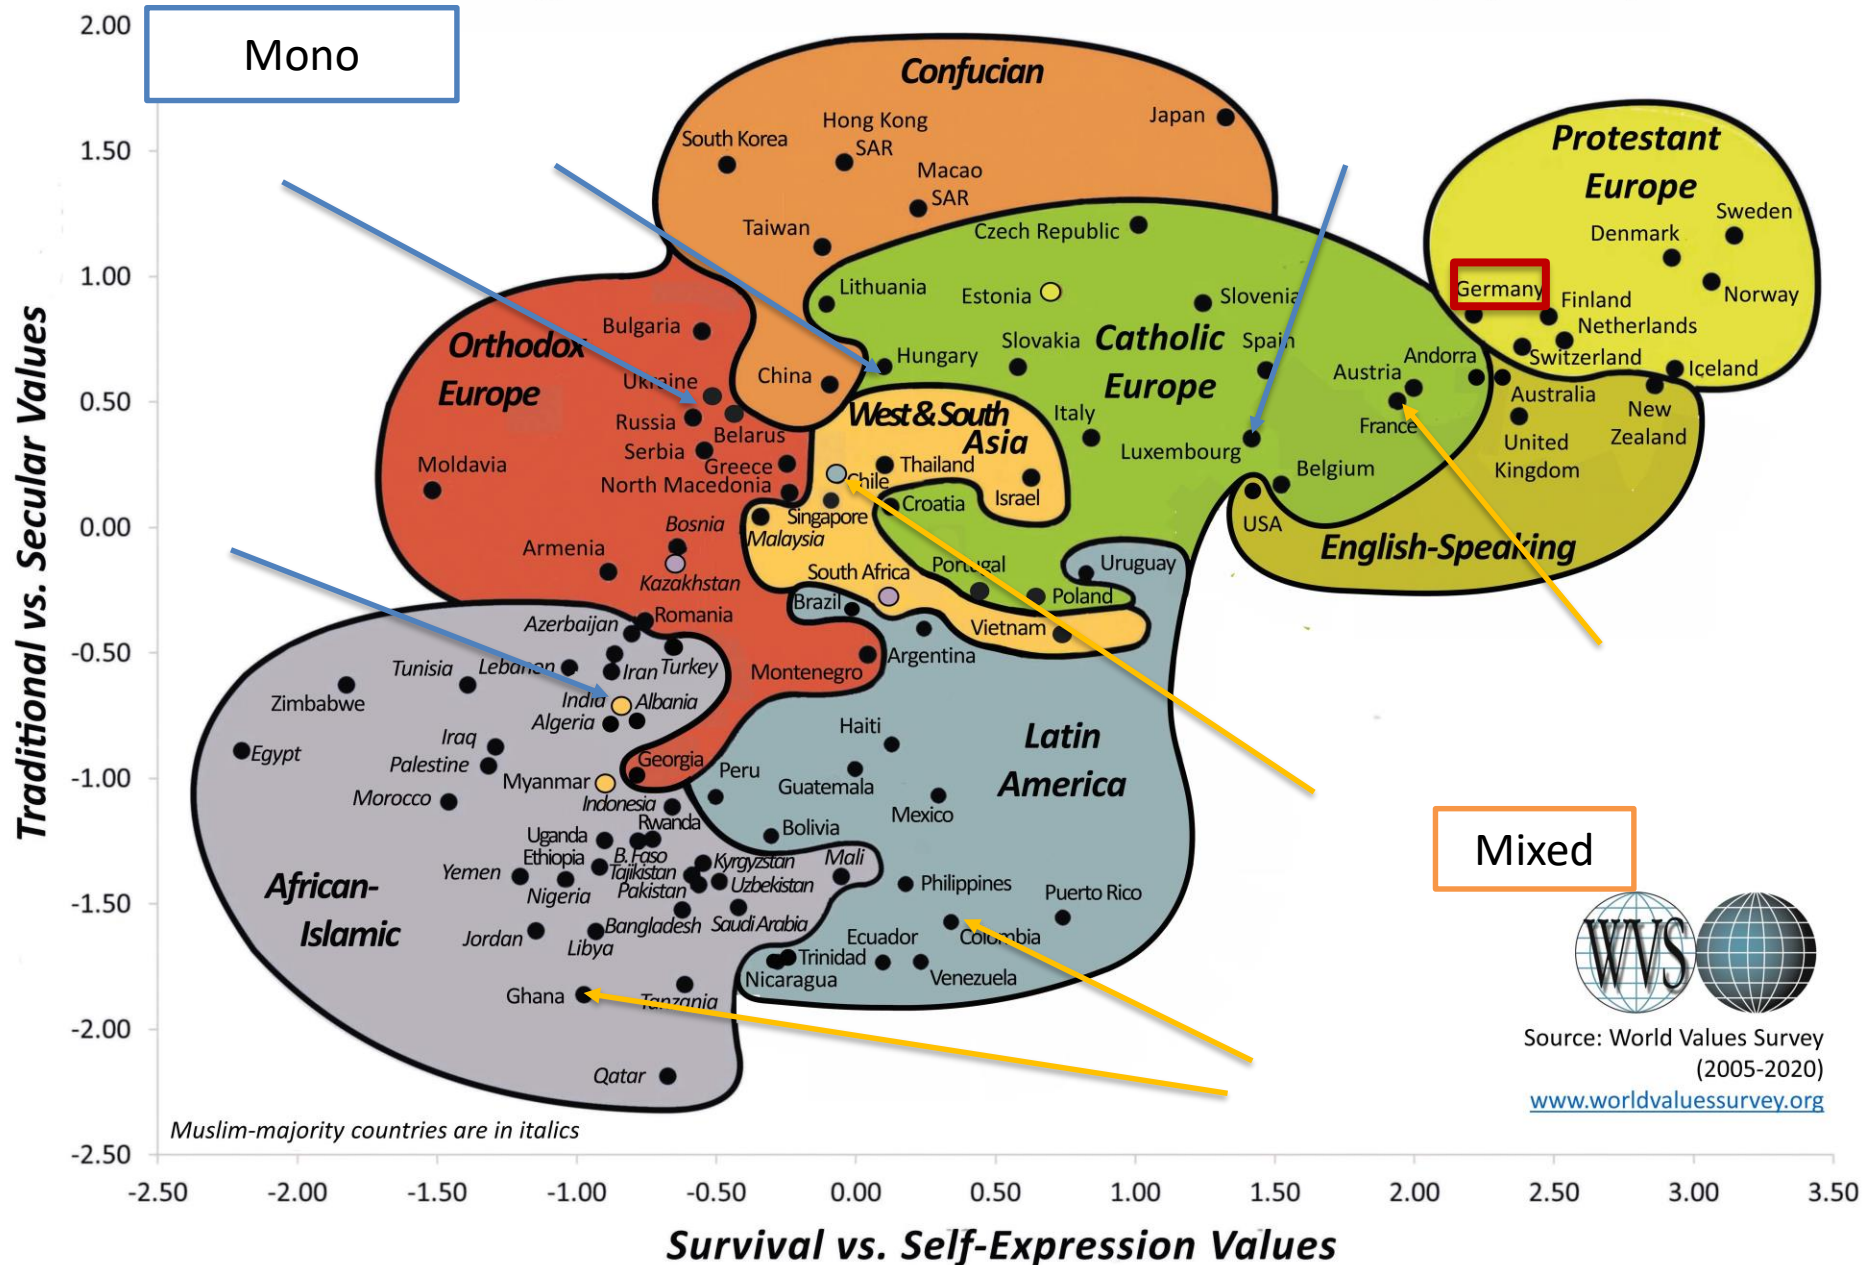 2.00
Mono
Confucian
Japan
Hong Kong
SAR
South Korea
Protestant
Europe
1.50
Macao
SAR
Sweden
Taiwan
Czech Republic
Denmark
1.00
Lithuania
Estonia
Slovenia
Germany
Finland
Norway
Bulgaria
Orthodox
Europe
Hungary
Slovakia
Catholic
Europe
Spain
Andorra
Netherlands
Switzerland
Iceland
Ukraine
China
Austria
Australia
0.50
Russia
Belarus
West & South
Asia
Italy
France
New
Zealand
Serbia
Luxembourg
United
Kingdom
Moldavia
Greece
Thailand
Belgium
North Macedonia
Chile
Israel
Croatia
0.00
Bosnia
Singapore
Malaysia
USA
English-Speaking
Armenia
Kazakhstan
South Africa
Portugal
Uruguay
Brazil
Poland
Azerbaijan
Romania
Vietnam
-0.50
Tunisia
Lebanon
Iran
Turkey
Montenegro
Argentina
Zimbabwe
India
Albania
Algeria
Haiti
Latin
America
Iraq
Egypt
Palestine
Georgia
Peru
-1.00
Myanmar
Guatemala
Morocco
Indonesia
Mexico
Rwanda
Uganda
Bolivia
Mixed
Ethiopia
B. Faso
Kyrgyzstan
Mali
Yemen
Tajikistan
African-
Islamic
Nigeria
Pakistan
Uzbekistan
Philippines
Puerto Rico
-1.50
Bangladesh
Saudi Arabia
Jordan
Libya
Ecuador
Colombia
Trinidad
Nicaragua
Venezuela
WVS
Ghana
Tanzania
-2.00
Source: World Values Survey
(2005-2020)
www.worldvaluessurvey.org
Qatar
Muslim-majority countries are in italics
-2.50
-2.50 -2.00 -1.50 -1.00 -0.50 0.00 0.50 1.00 1.50 2.00 2.50 3.00 3.50
Survival vs. Self-Expression Values
Traditional vs. Secular Values